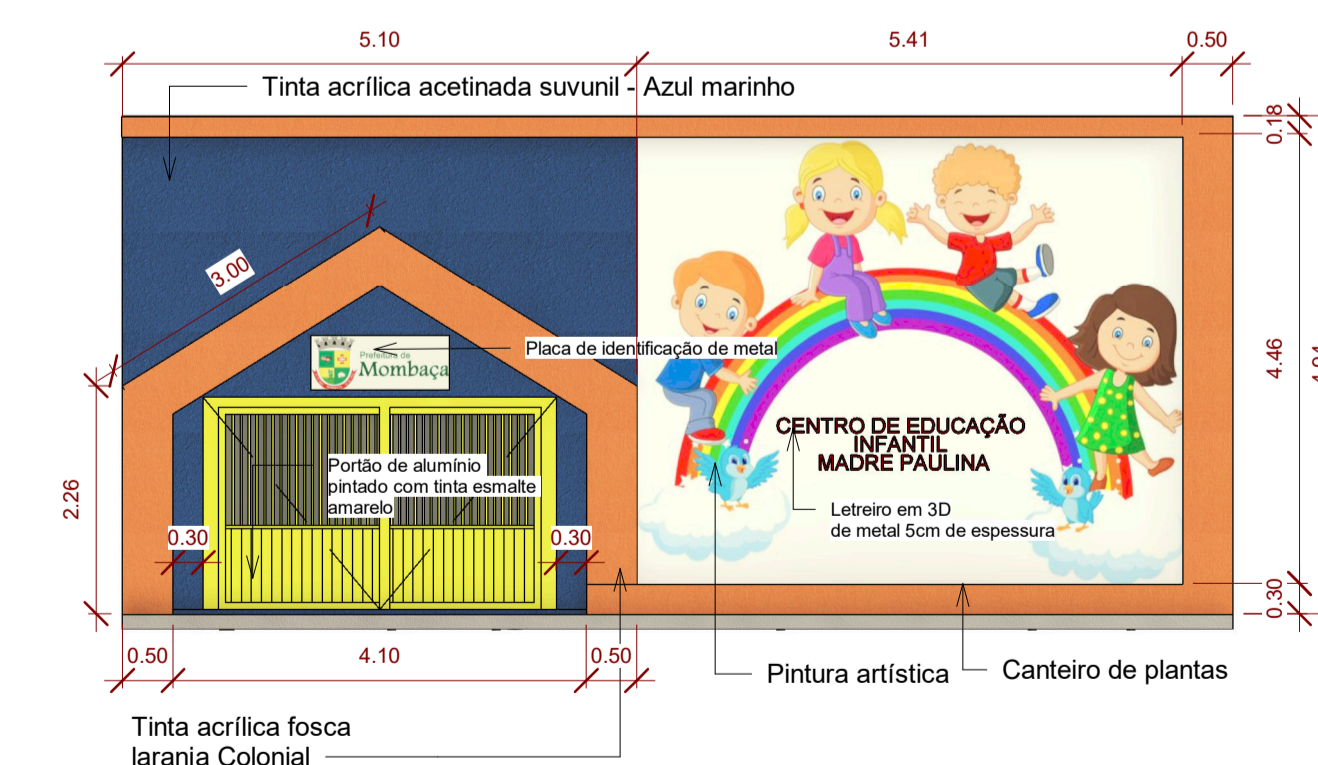 5.10
5.41
0.50
Tinta acrílica acetinada suvunil - Azul marinho
0.18
3.00
Prefeitura de
Mombaça
Placa de identificação de metal
4.46
CENTRO DE EDUCAÇÃO
INFANTIL
MADRE PAULINA
Portão de alumínio
pintado com tinta esmalte
amarelo
Letreiro em 3D
de metal 5cm de espessura
2.26
0.30
0.30
0.30
0.50
4.10
0.50
Pintura artística
Canteiro de plantas
Tinta acrílica fosca
laranja Colonial